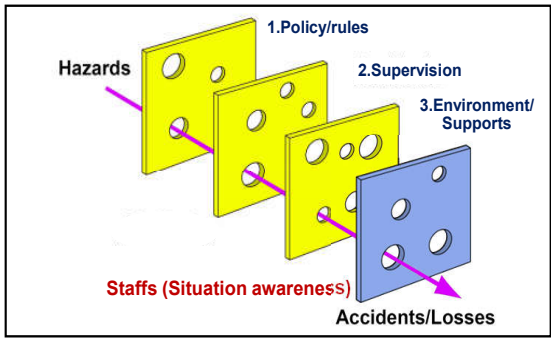 1.Policy/rules
Hazards
2.Supervision
3.Environment/
Supports
Staffs (Situation awareness)
Accidents/Losses